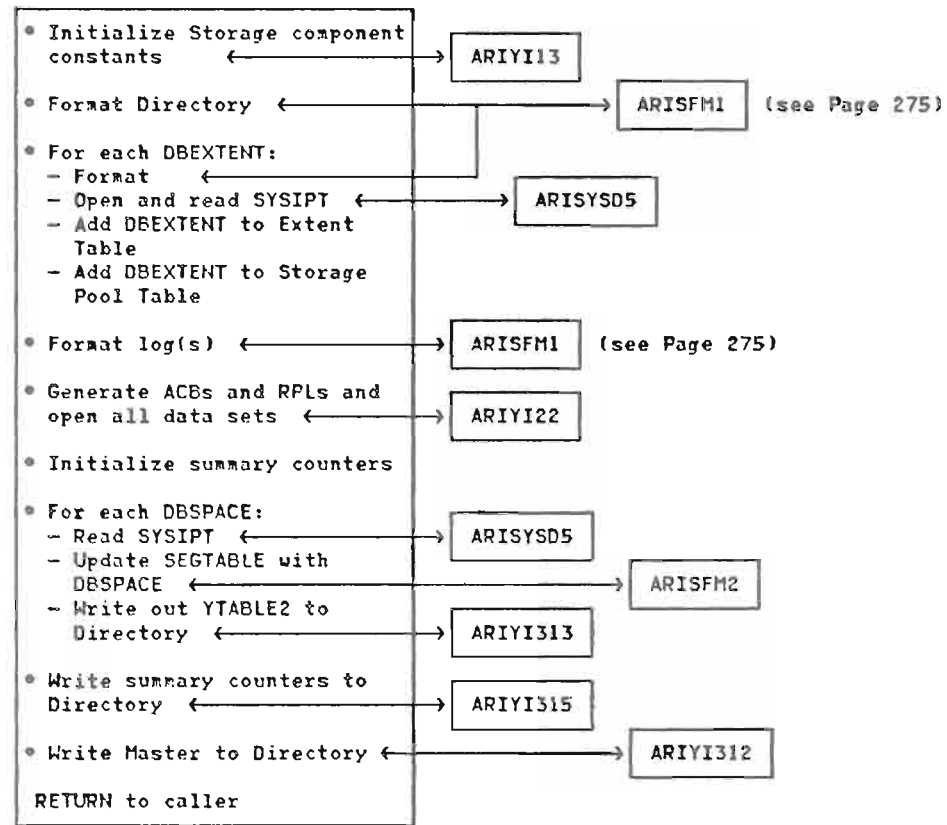 • Initialize Storage component
constants ARIYI13
• Format Directory ARISFM1 (see Page 275)
• For each DBEXTENT:
- Format
- Open and read SYSIPT ARISYSD5
- Add DBEXTENT to Extent
Table
- Add DBEXTENT to Storage
Pool Table
• Format log(s) ARISFM1 (see Page 275)
• Generate ACBs and RPLs and
open all data sets ARIYI22
• Initialize summary counters
• For each DBSPACE:
- Read SYSIPT ARISYSD5
- Update SEGTABLE with
DBSPACE ARISFM2
- Write out YTABLE2 to
Directory ARIYI313
• Write summary counters to
Directory ARIYI315
• Write Master to Directory ARIYI312
RETURN to caller